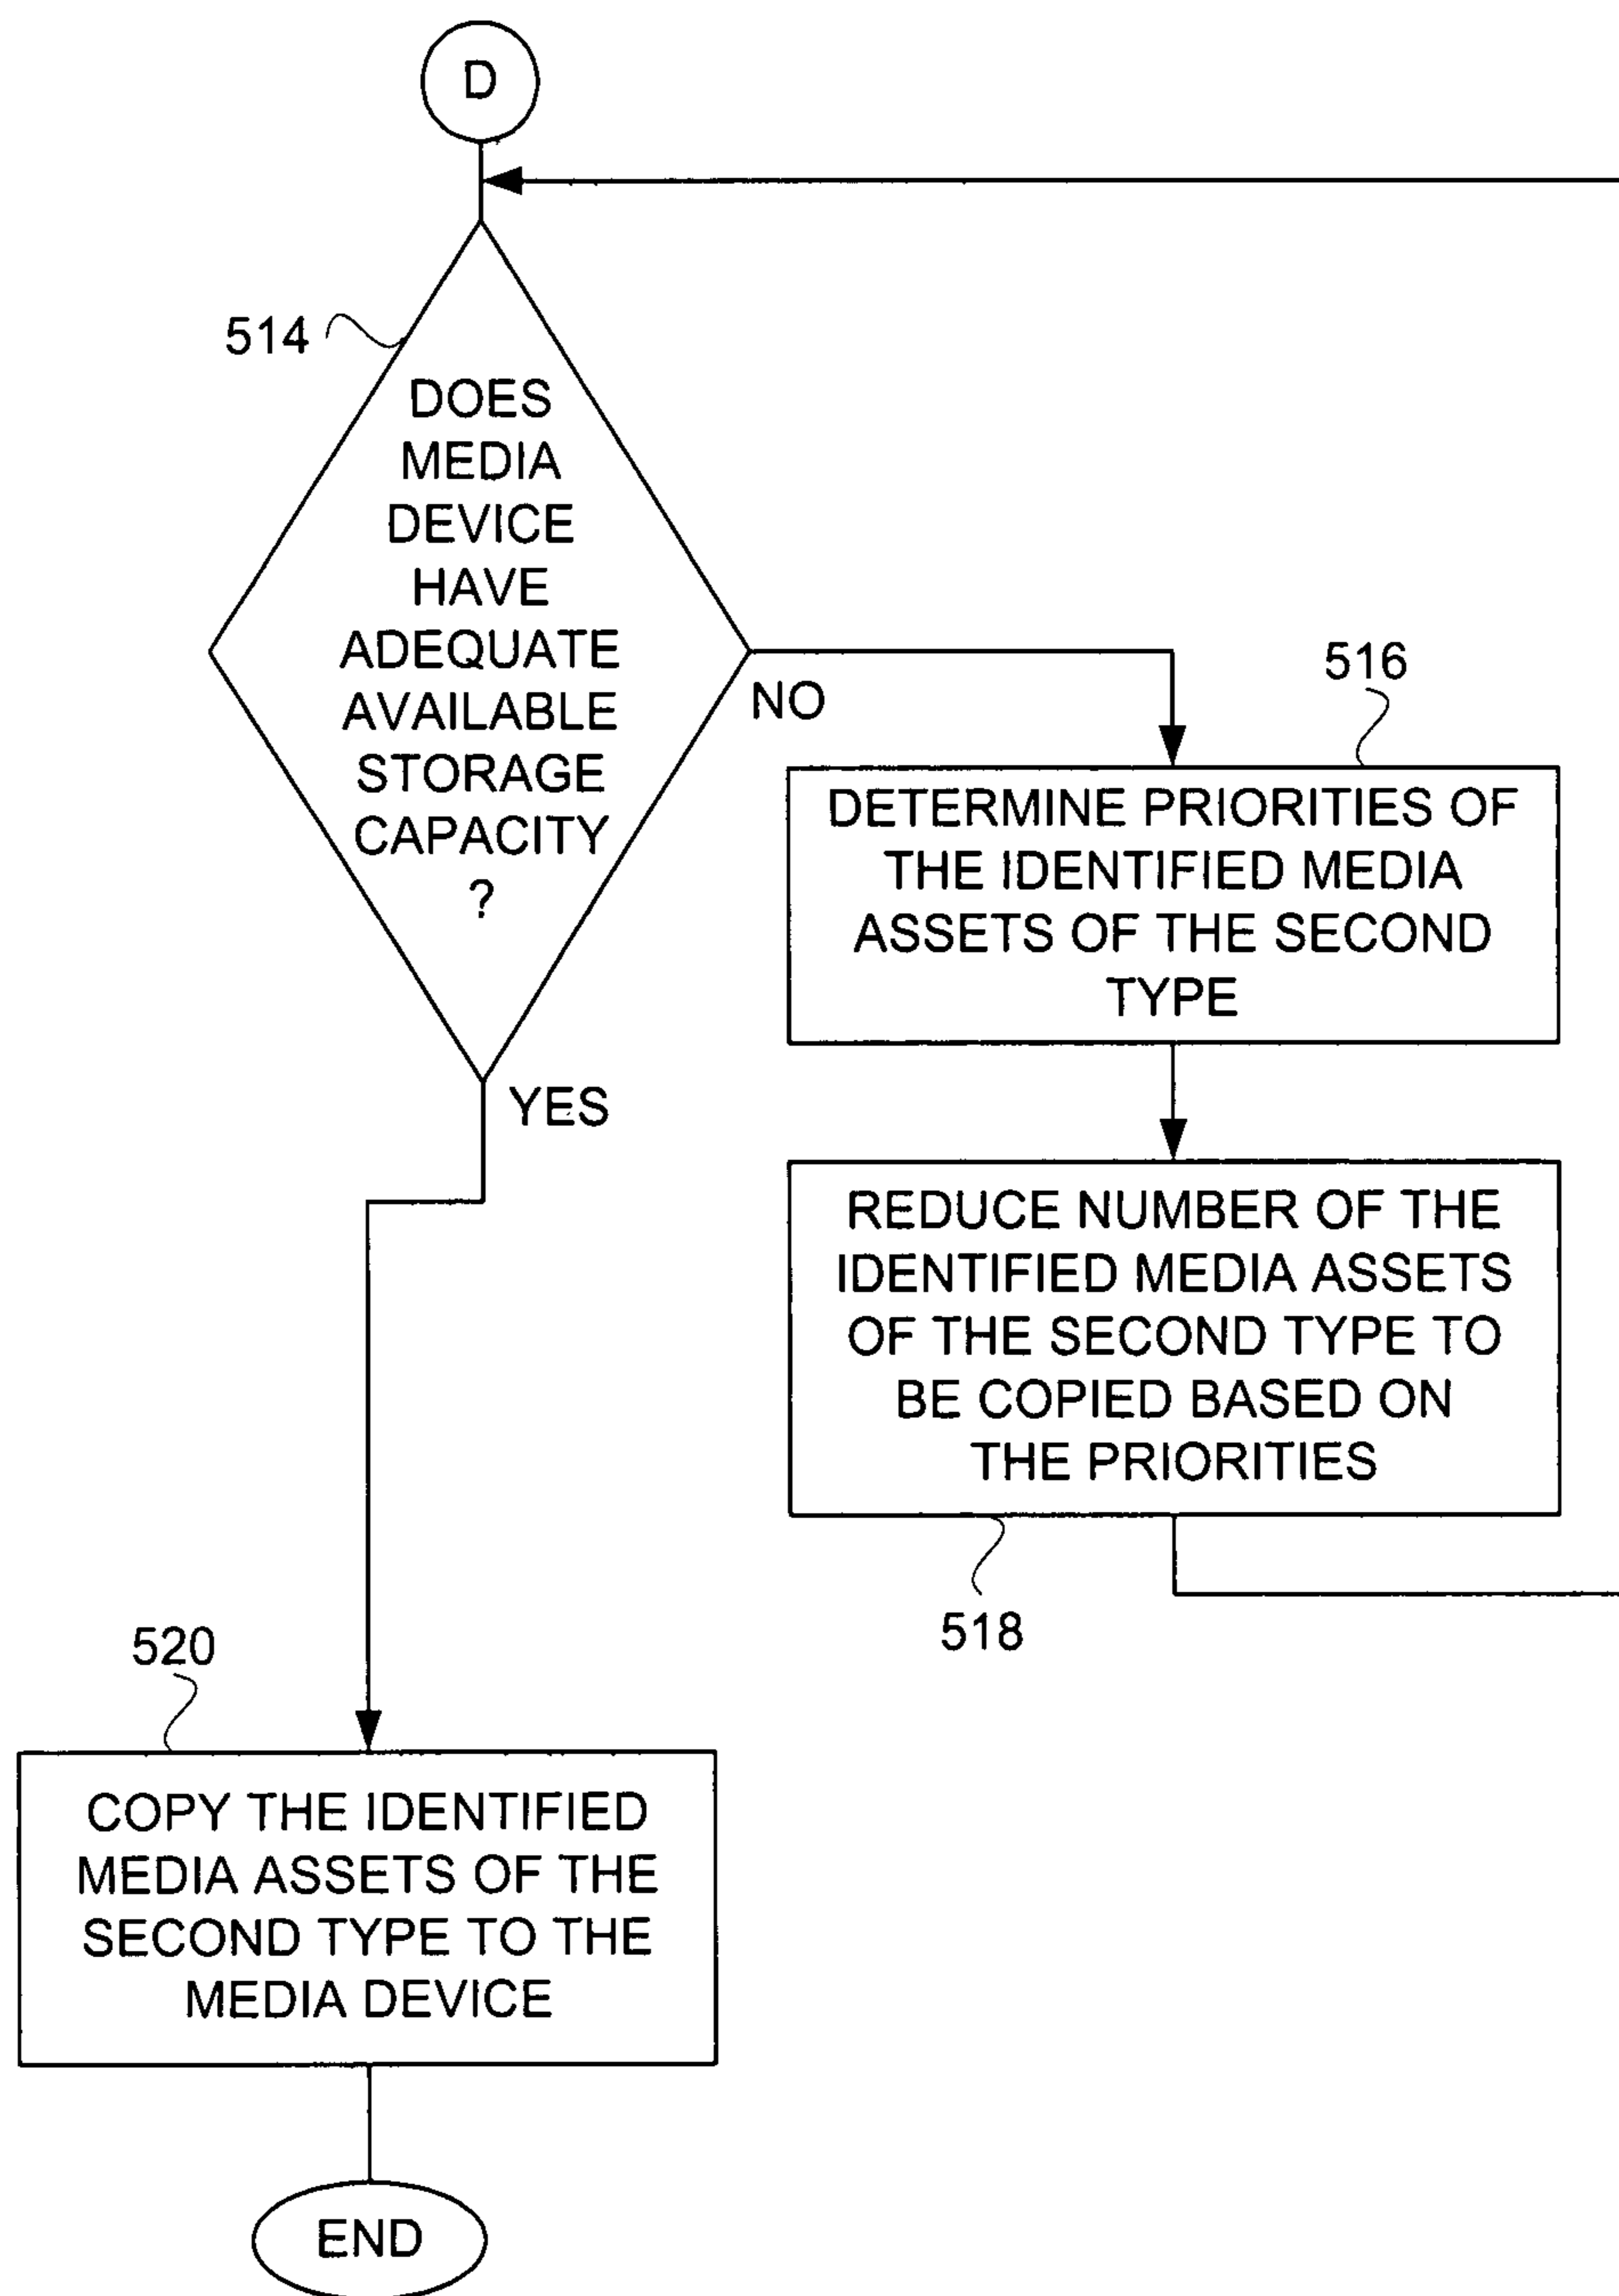 D
514
DOES
MEDIA
DEVICE
HAVE
ADEQUATE
AVAILABLE
STORAGE
CAPACITY
?
NO
YES
516
DETERMINE PRIORITIES OF
THE IDENTIFIED MEDIA
ASSETS OF THE SECOND
TYPE
REDUCE NUMBER OF THE
IDENTIFIED MEDIA ASSETS
OF THE SECOND TYPE TO
BE COPIED BASED ON
THE PRIORITIES
518
520
COPY THE IDENTIFIED
MEDIA ASSETS OF THE
SECOND TYPE TO THE
MEDIA DEVICE
END